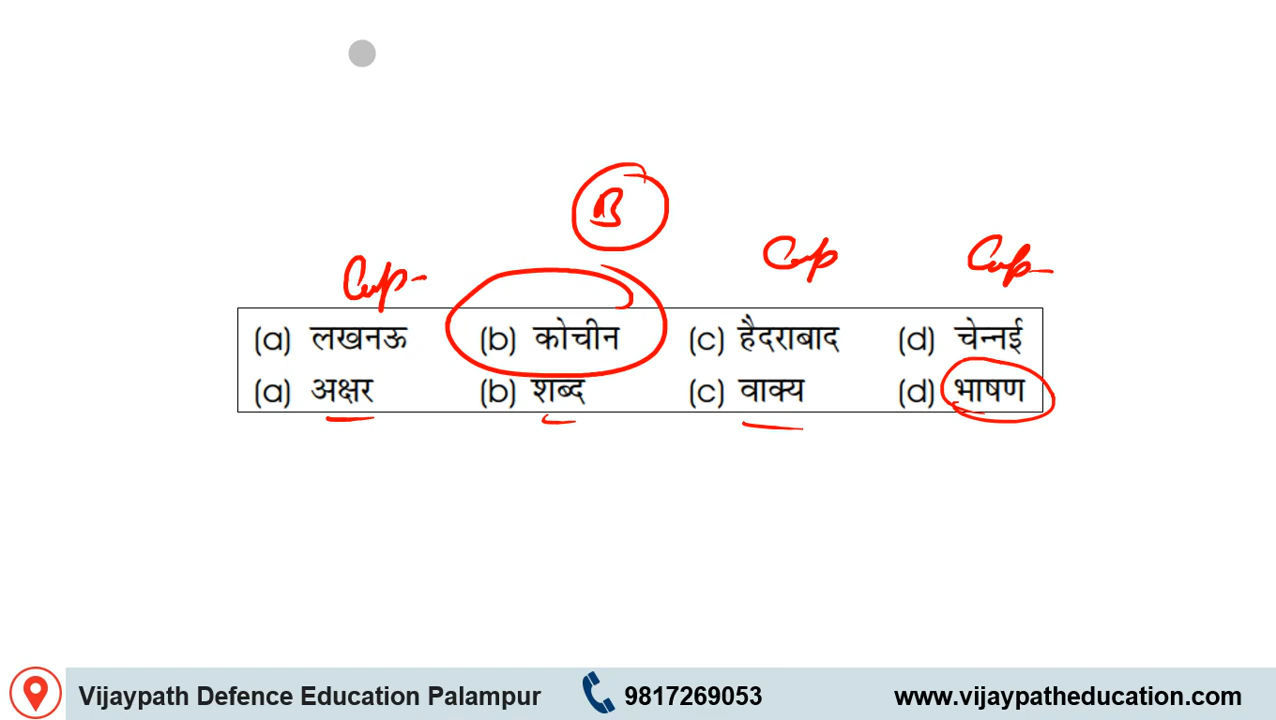 B
Cap
Cap
Cap
(a) लखनऊ (b) कोचीन (c) हैदराबाद (d) चेन्नई
(a) अक्षर (b) शब्द (c) वाक्य (d) भाषण
Vijaypath Defence Education Palampur 9817269053 www.vijaypatheducation.com